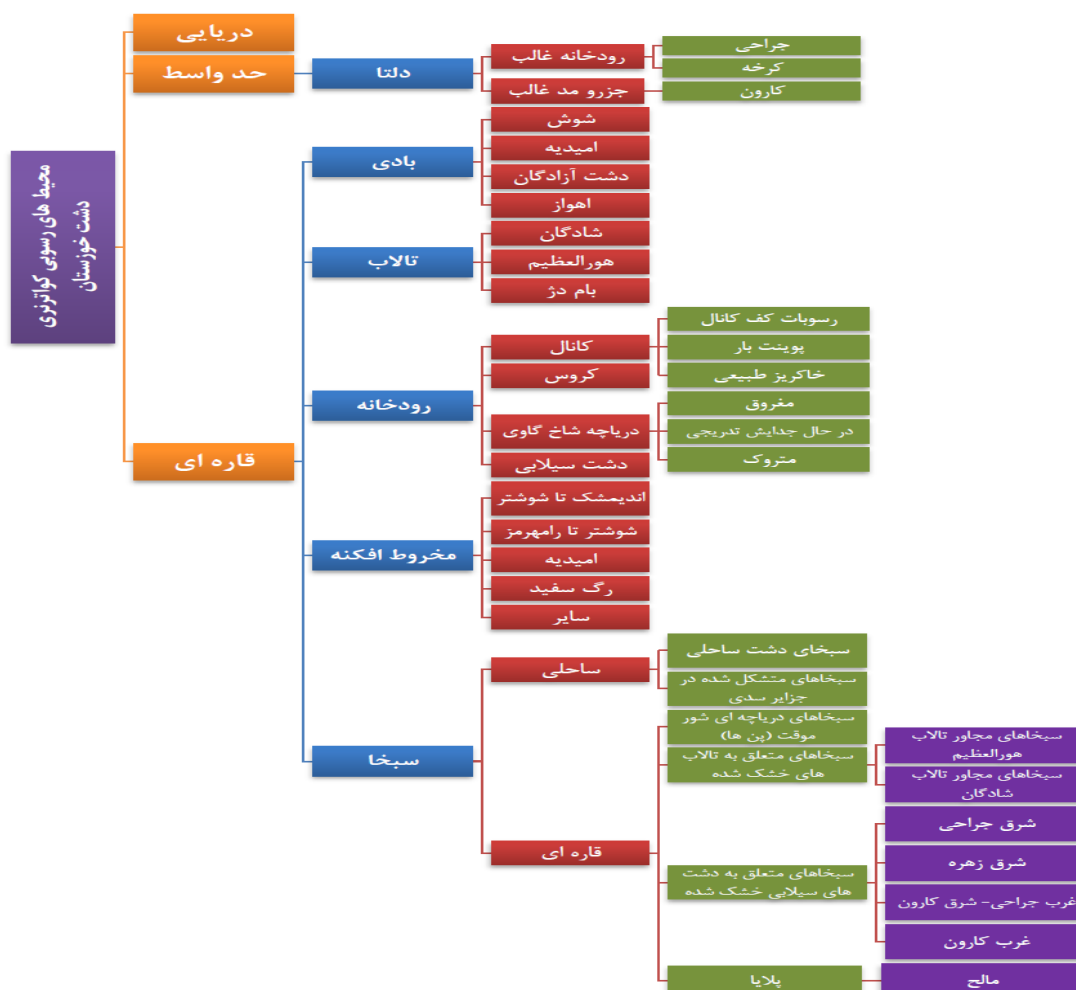 محیط های رسوبی کواترنری
دشت خوزستان
دریایی
حد واسط
دلتا
رودخانه غالب
جراحی
کرخه
جزرو مد غالب
کارون
قاره ای
بادی
شوش
امیدیه
دشت آزادگان
اهواز
تالاب
شادگان
هورالعظیم
بام دژ
رودخانه
کانال
رسوبات کف کانال
پوینت بار
خاکریز طبیعی
کروس
دریاچه شاخ گاوی
مغروق
در حال جدایش تدریجی
متروک
دشت سیلابی
مخروط افکنه
اندیمشک تا شوشتر
شوشتر تا رامهرمز
امیدیه
رگ سفید
سایر
سبخا
ساحلی
سبخای دشت ساحلی
سبخاهای متشکل شده در
جزایر سدی
قاره ای
سبخاهای دریاچه ای شور
موقت (پن ها)
سبخاهای متعلق به تالاب
های خشک شده
سبخاهای مجاور تالاب
هورالعظیم
سبخاهای مجاور تالاب
شادگان
سبخاهای متعلق به دشت
های سیلابی خشک شده
شرق جراحی
شرق زهره
غرب جراحی- شرق کارون
غرب کارون
پلایا
مالح